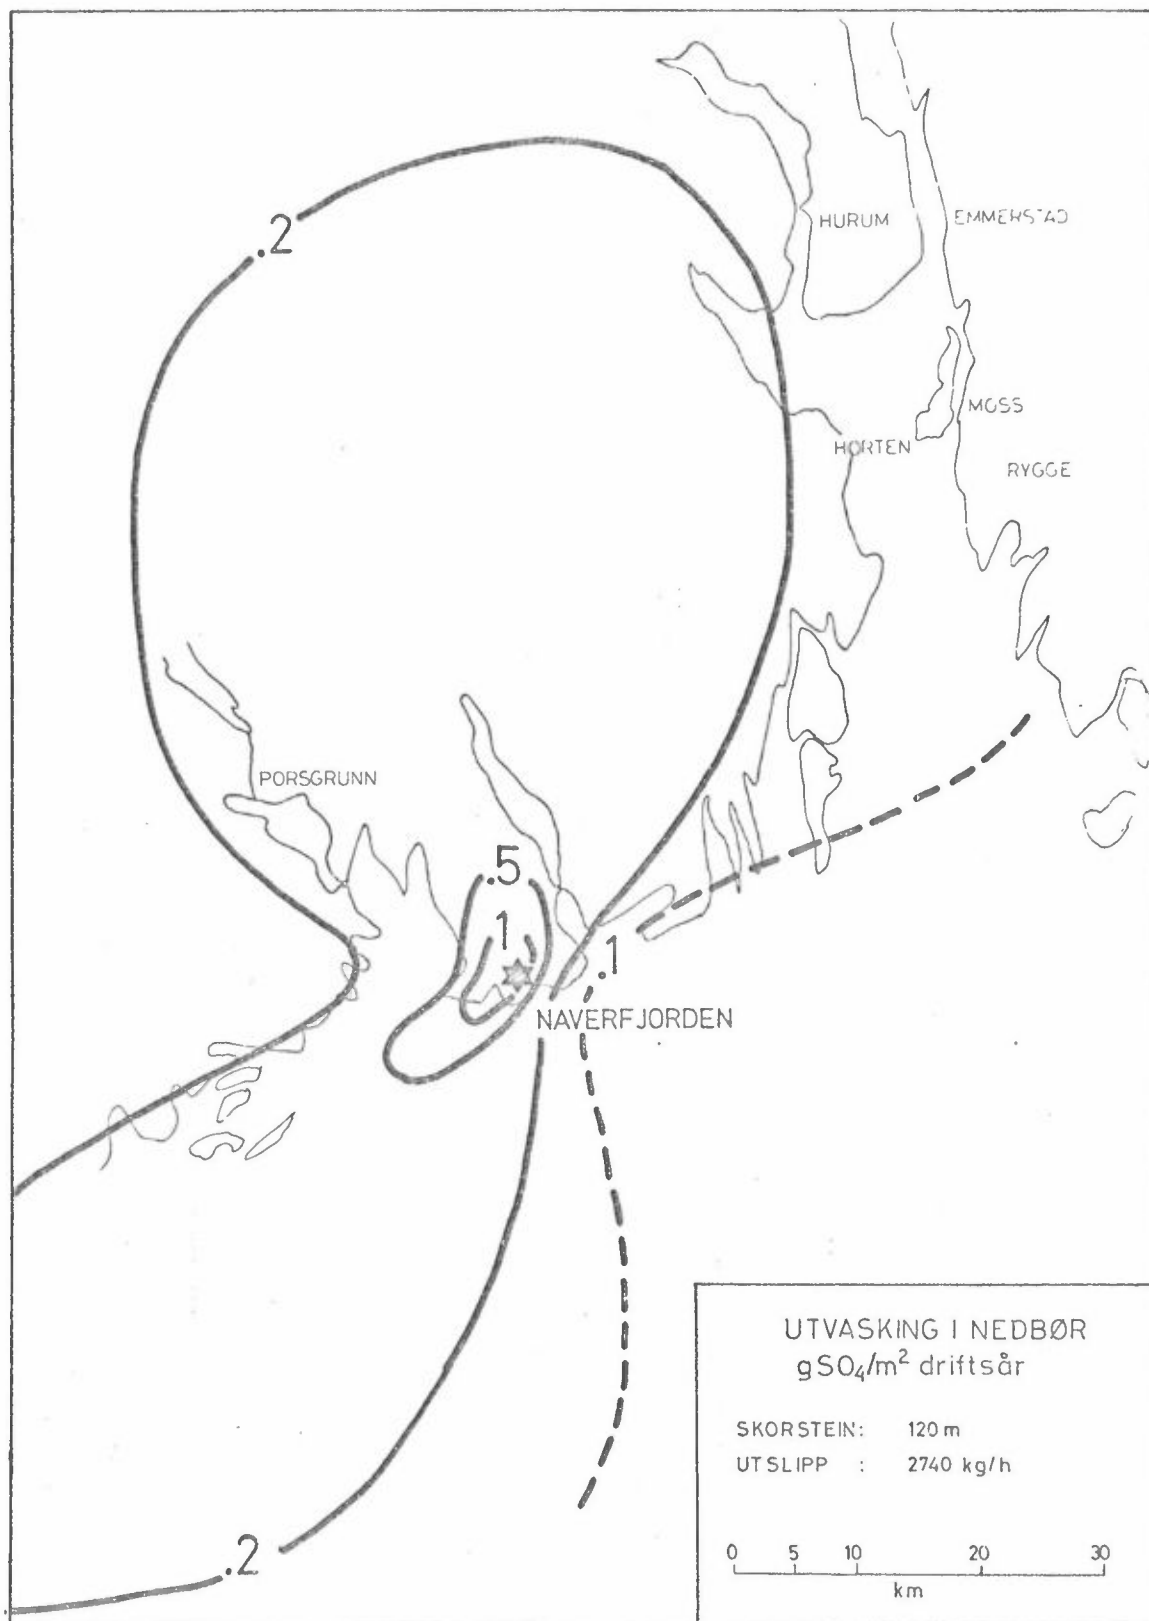 .2
HURUM
EMMERSTAD
MOSS
HORTEN
RYGGE
PORSGRUNN
.5
1
.1
NAVERFJORDEN
.2
UTVASKING I NEDBØR
gSO₄/m² driftsår
SKORSTEIN: 120 m
UTSLIPP : 2740 kg/h
0 5 10 20 30
km